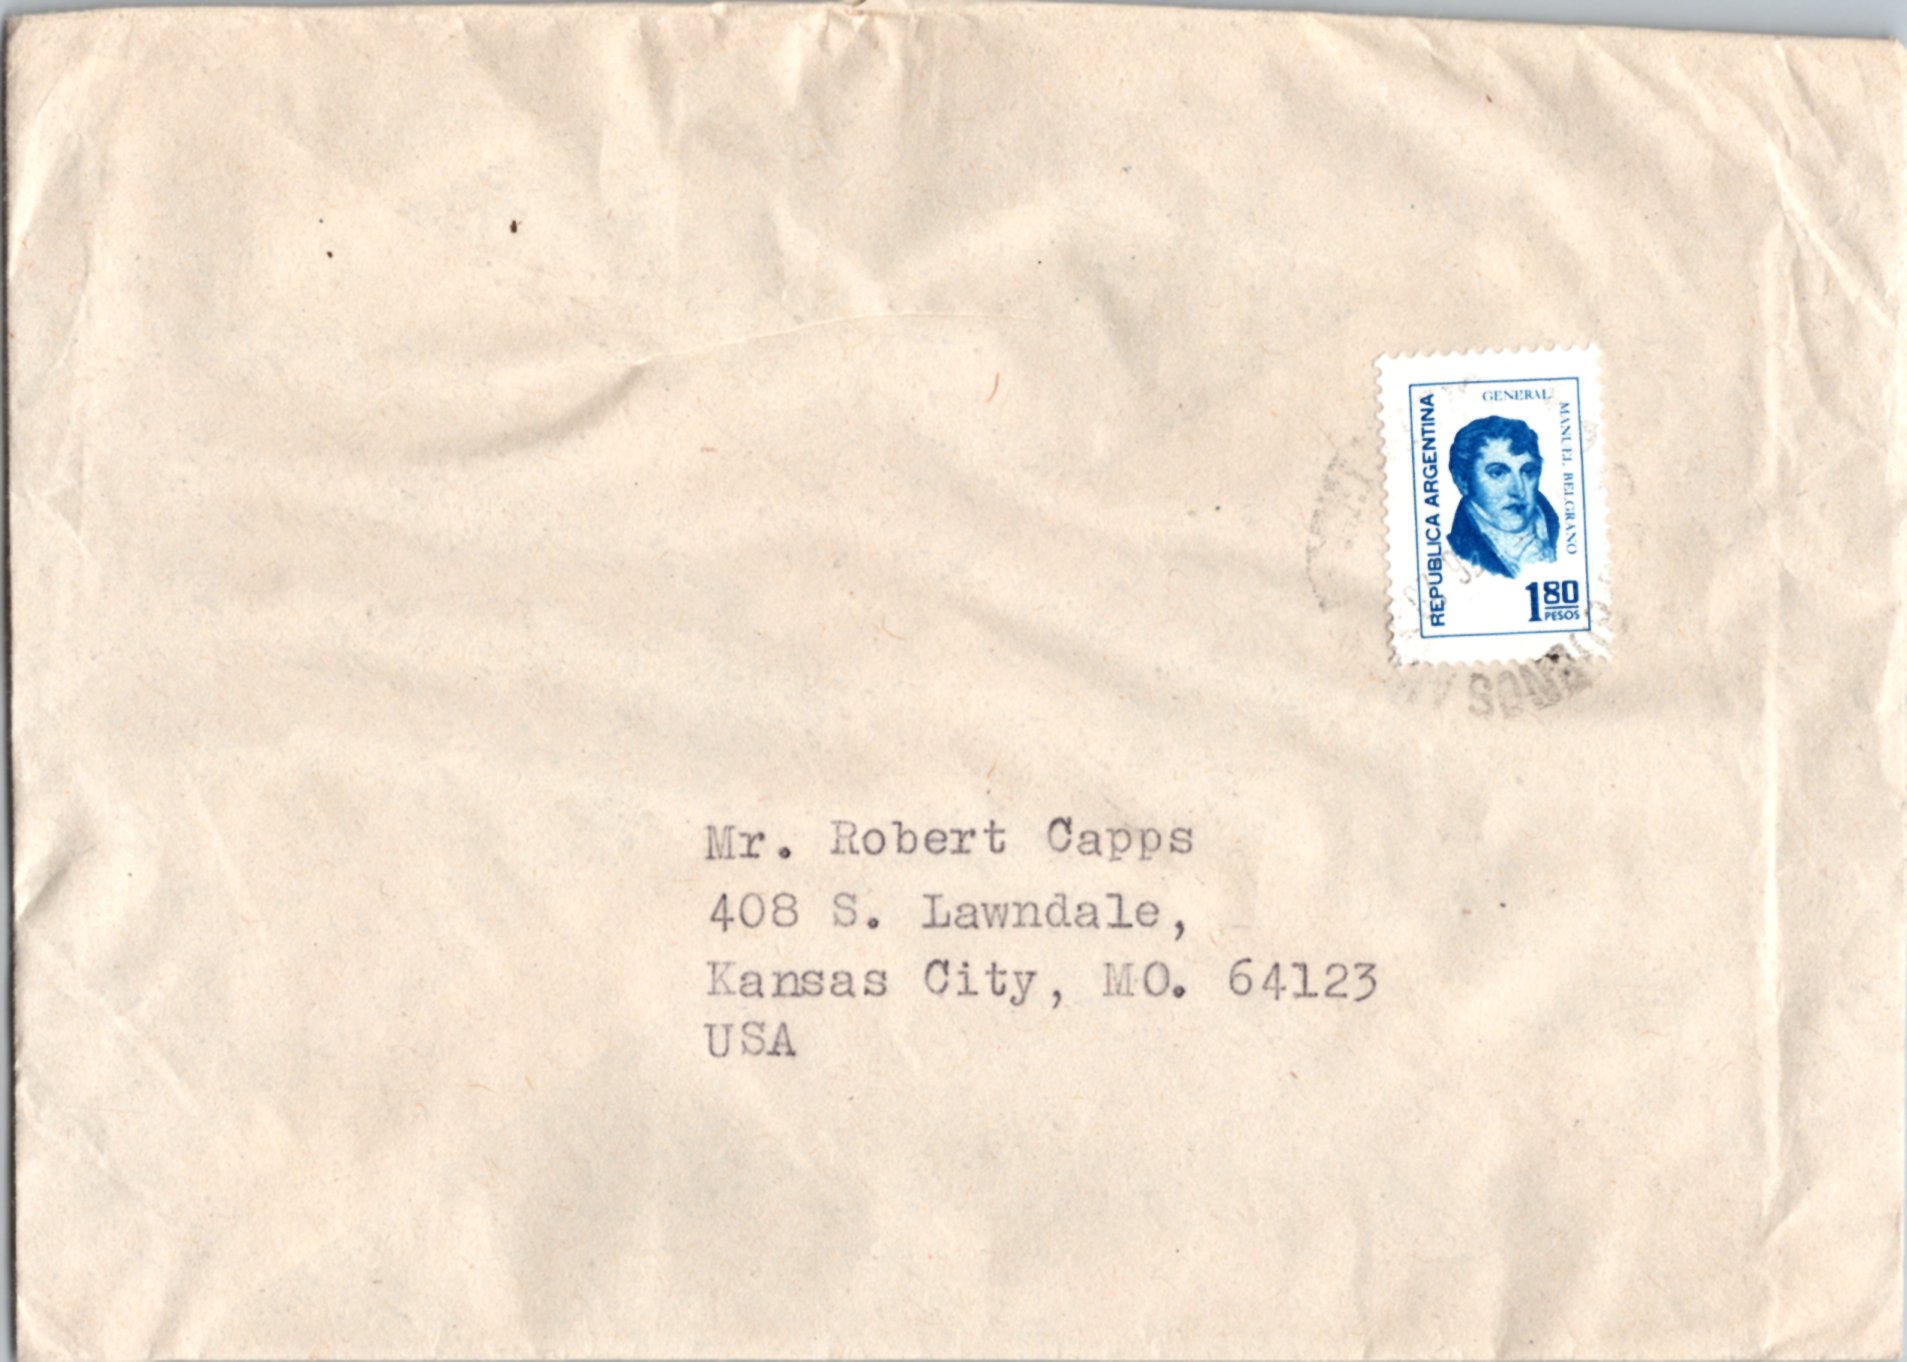 REPUBLICA ARGENTINA
GENERAL
MANUEL BELGRANO
1 80
PESOS
Mr. Robert Capps
408 S. Lawndale,
Kansas City, MO. 64123
USA